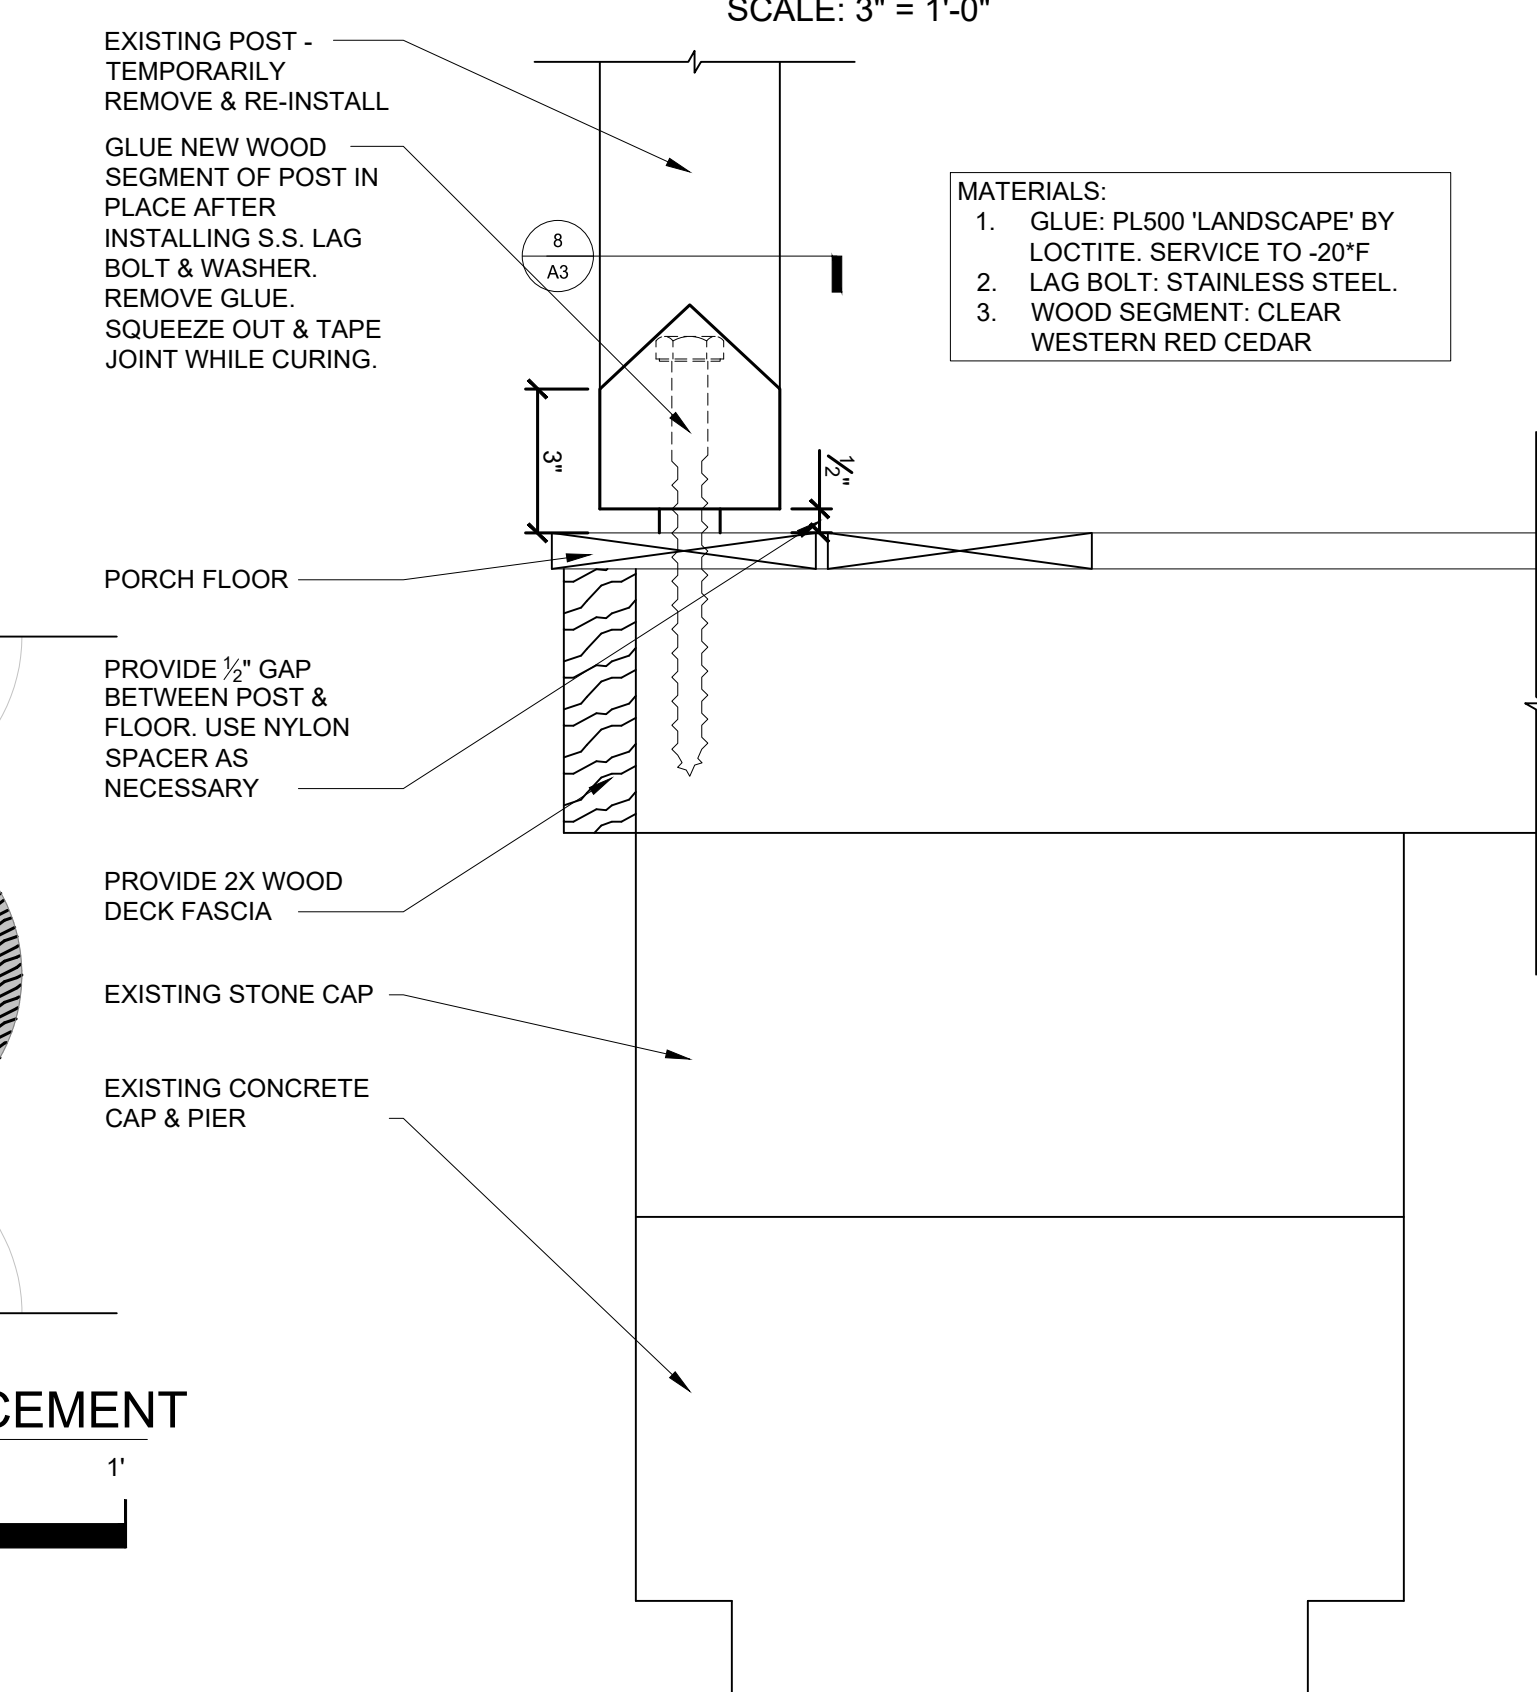 SCALE: 3" = 1'-0"
EXISTING POST -
TEMPORARILY
REMOVE & RE-INSTALL
GLUE NEW WOOD
SEGMENT OF POST IN
PLACE AFTER
INSTALLING S.S. LAG
BOLT & WASHER.
REMOVE GLUE.
SQUEEZE OUT & TAPE
JOINT WHILE CURING.
8
A3
MATERIALS:
1. GLUE: PL500 'LANDSCAPE' BY
LOCTITE. SERVICE TO -20*F
2. LAG BOLT: STAINLESS STEEL.
3. WOOD SEGMENT: CLEAR
WESTERN RED CEDAR
3"
½"
PORCH FLOOR
PROVIDE ½" GAP
BETWEEN POST &
FLOOR. USE NYLON
SPACER AS
NECESSARY
PROVIDE 2X WOOD
DECK FASCIA
EXISTING STONE CAP
EXISTING CONCRETE
CAP & PIER
CEMENT
1'